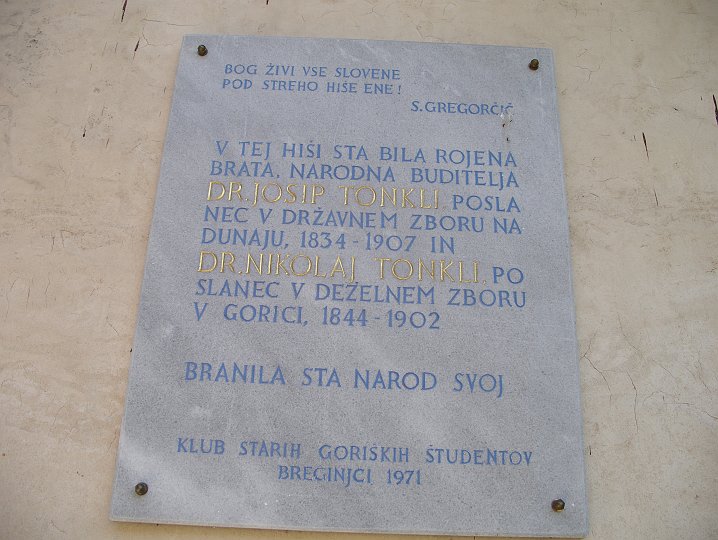 BOG ŽIVI VSE SLOVENE
POD STREHO HIŠE ENE!
S. GREGORČIČ
V TEJ HIŠI STA BILA ROJENA
BRATA, NARODNA BUDITELJA
DR. JOSIP TONKLI, POSLA
NEC V DRŽAVNEM ZBORU NA
DUNAJU, 1834-1907 IN
DR. NIKOLAJ TONKLI, PO
SLANEC V DEŽELNEM ZBORU
V GORICI, 1844-1902
BRANILA STA NAROD SVOJ
KLUB STARIH GORIŠKIH ŠTUDENTOV
BREGINJCI 1971